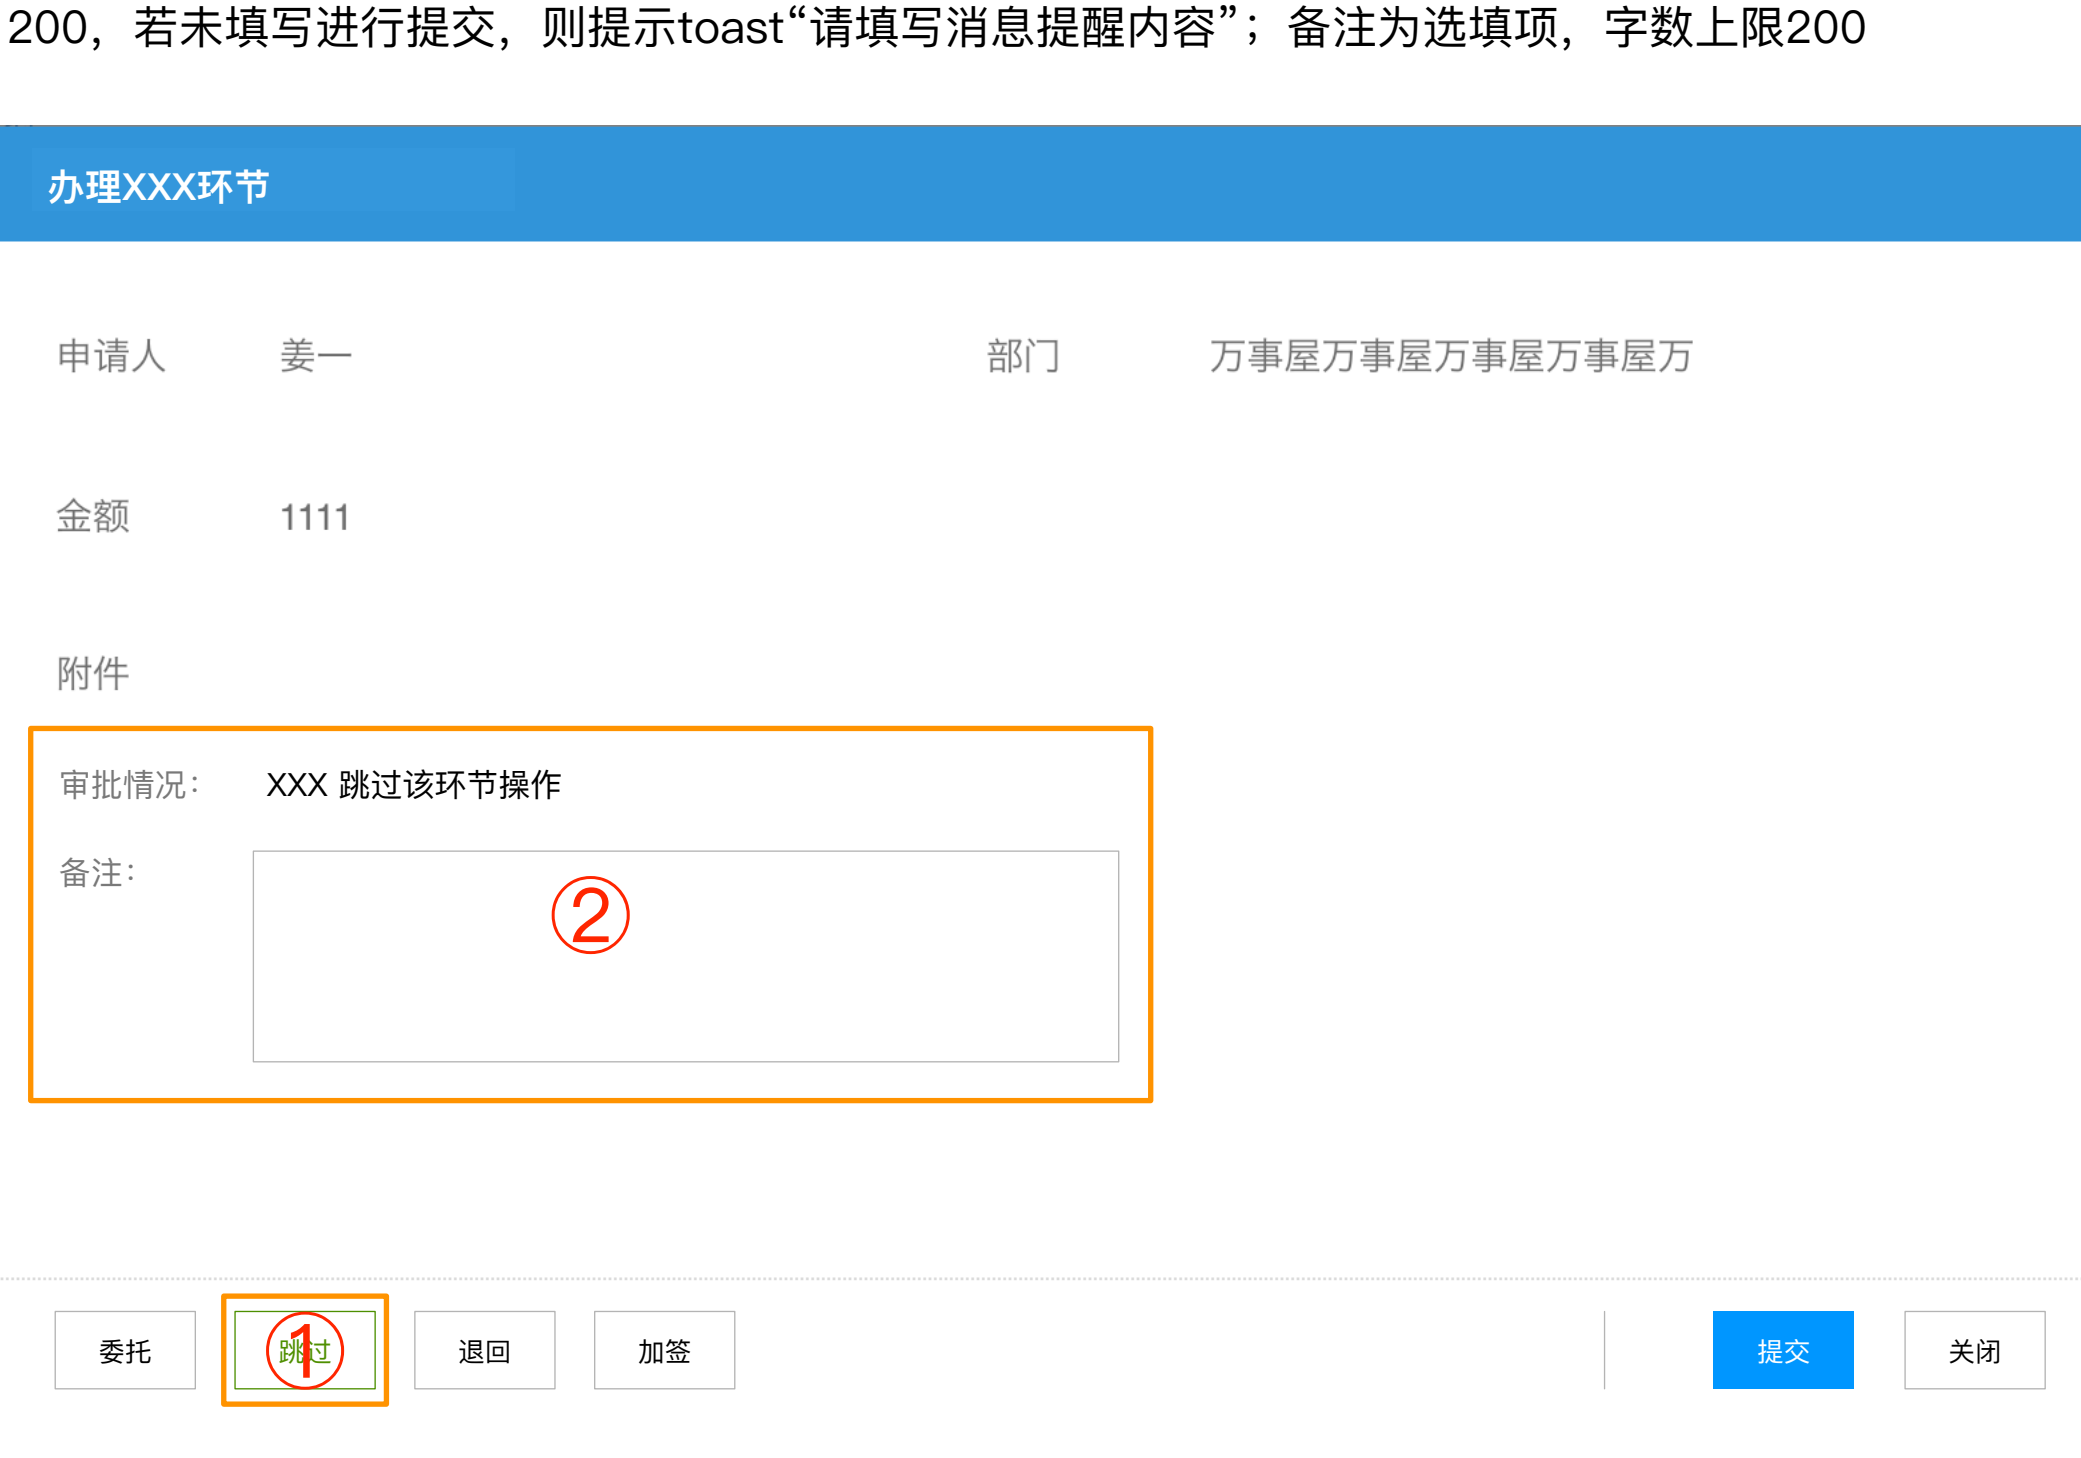 200，若未填写进行提交，则提示toast“请填写消息提醒内容”；备注为选填项，字数上限200
办理XXX环节
申请人 姜一 部门 万事屋万事屋万事屋万事屋万
金额 1111
附件
审批情况： XXX 跳过该环节操作
备注：
②
委托 跳过 退回 加签 提交 关闭
①